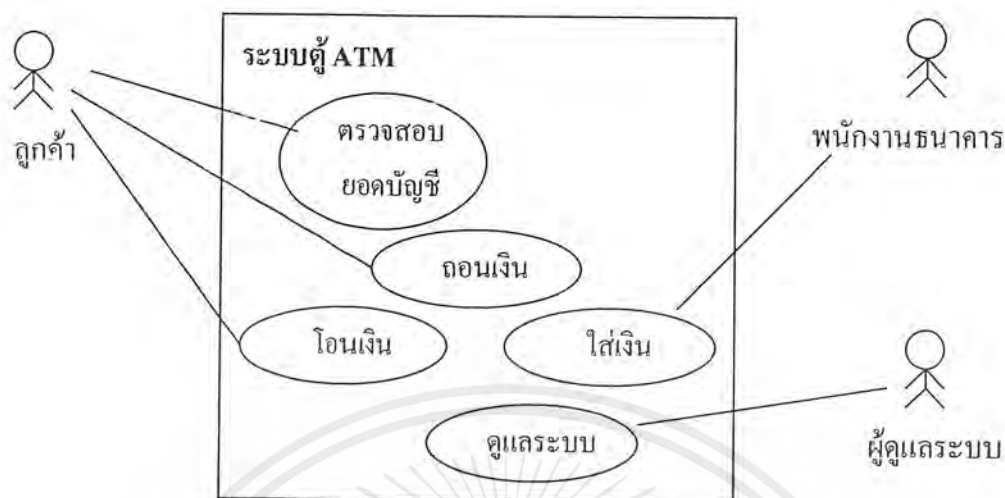 ระบบตู้ ATM
ตรวจสอบ
ยอดบัญชี
ลูกค้า
พนักงานธนาคาร
ถอนเงิน
โอนเงิน
ใส่เงิน
ดูแลระบบ
ผู้ดูแลระบบ